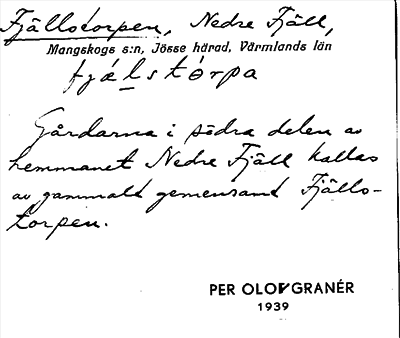 Fjällstorpen, Nedre Fjäll,
Mangskogs s:n, Jösse härad, Värmlands län
fjälstórpa
Gårdarna i södra delen av
hemmanet Nedre Fjäll kallas
av gammalt gemensamt Fjälls-
torpen.
PER OLOF GRANÉR
1939